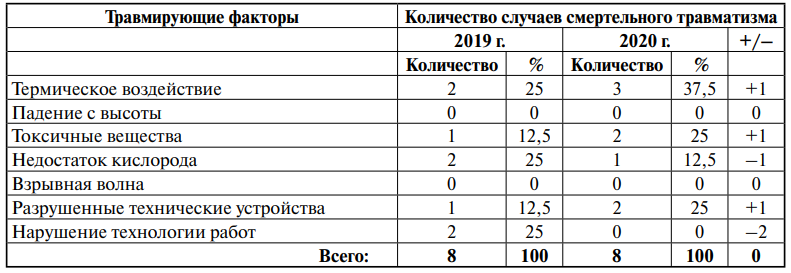 Травмирующие факторы Количество случаев смертельного травматизма
2019 г. 2020 г. +/−
Количество % Количество %
Термическое воздействие 2 25 3 37,5 +1
Падение с высоты 0 0 0 0 0
Токсичные вещества 1 12,5 2 25 +1
Недостаток кислорода 2 25 1 12,5 −1
Взрывная волна 0 0 0 0 0
Разрушенные технические устройства 1 12,5 2 25 +1
Нарушение технологии работ 2 25 0 0 −2
Всего: 8 100 8 100 0